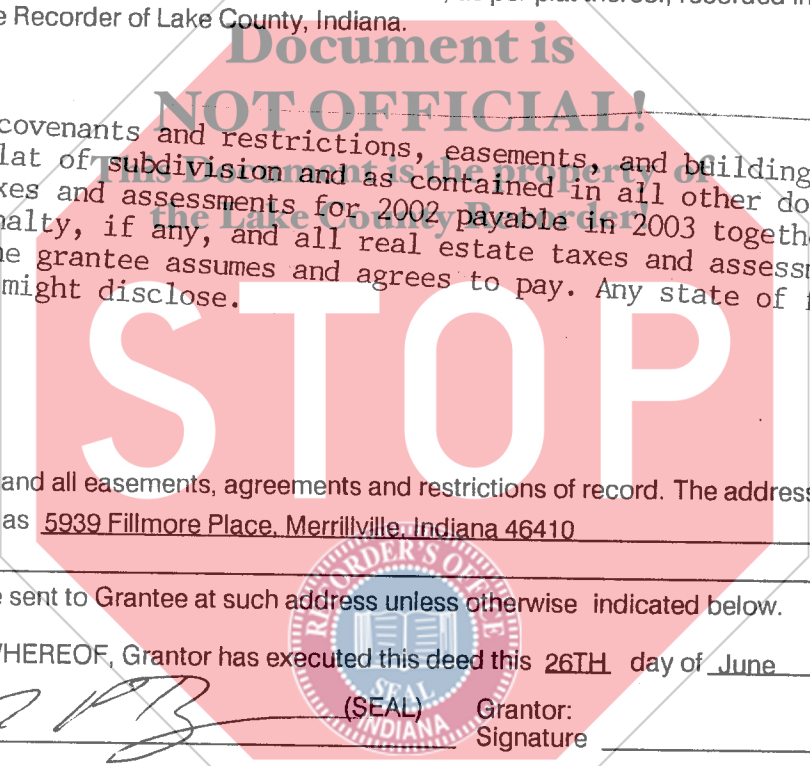 e Recorder of Lake County, Indiana.
Document is
NOT OFFICIAL!
This Document is the property of
the Lake County Recorder!
covenants and restrictions, easements, and building
lat of subdivision and as contained in all other do
xes and assessments for 2002 payable in 2003 togeth
nalty, if any, and all real estate taxes and assessm
he grantee assumes and agrees to pay. Any state of f
might disclose.
STOP
and all easements, agreements and restrictions of record. The address
as 5939 Fillmore Place, Merrillville, Indiana 46410
e sent to Grantee at such address unless otherwise indicated below.
WHEREOF, Grantor has executed this deed this 26TH day of June
(SEAL) Grantor:
Signature
RECORDER'S OFFICE
SEAL
INDIANA